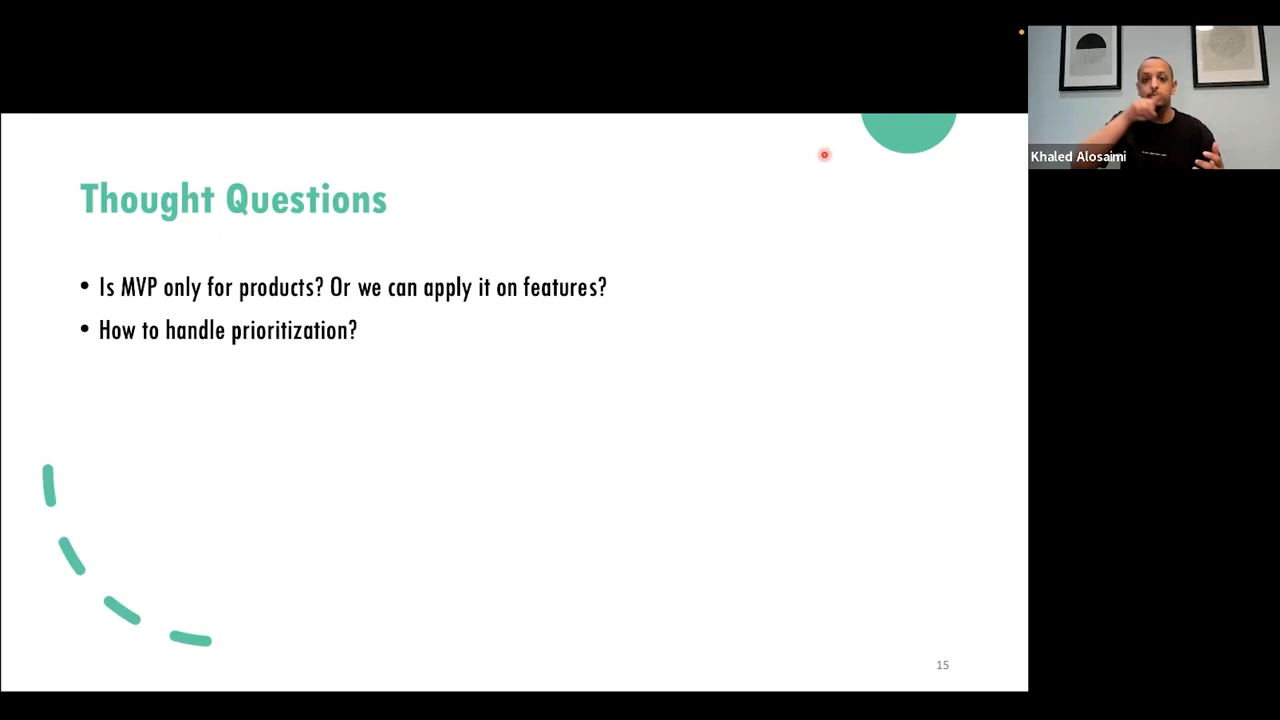 Thought Questions
• Is MVP only for products? Or we can apply it on features?
• How to handle prioritization?
15
Khaled Alosaimi